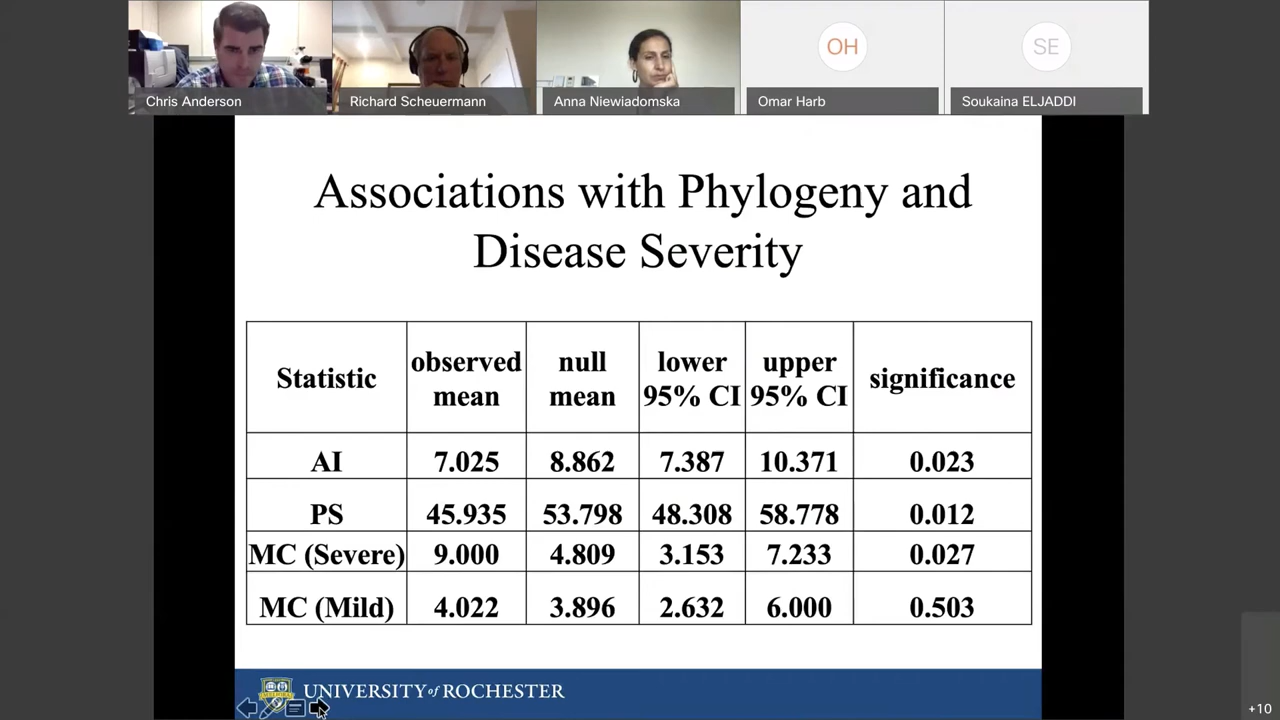 OH
SE
Chris Anderson
Richard Scheuermann
Anna Niewiadomska
Omar Harb
Soukaina ELJADDI
Associations with Phylogeny and
Disease Severity
Statistic observed mean null mean lower 95% CI upper 95% CI significance
AI 7.025 8.862 7.387 10.371 0.023
PS 45.935 53.798 48.308 58.778 0.012
MC (Severe) 9.000 4.809 3.153 7.233 0.027
MC (Mild) 4.022 3.896 2.632 6.000 0.503
UNIVERSITY of ROCHESTER
+10